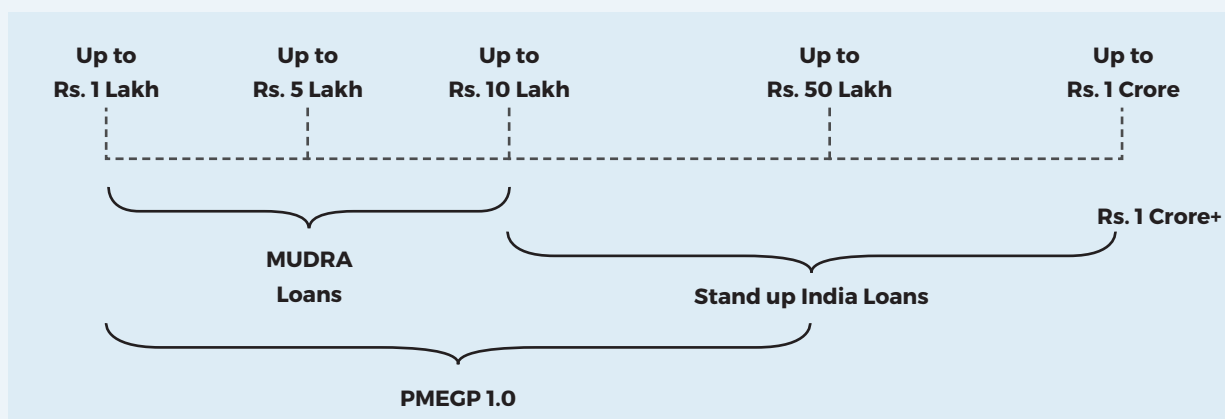 Up to
Rs. 1 Lakh
Up to
Rs. 5 Lakh
Up to
Rs. 10 Lakh
Up to
Rs. 50 Lakh
Up to
Rs. 1 Crore
Rs. 1 Crore+
MUDRA
Loans
Stand up India Loans
PMEGP 1.0